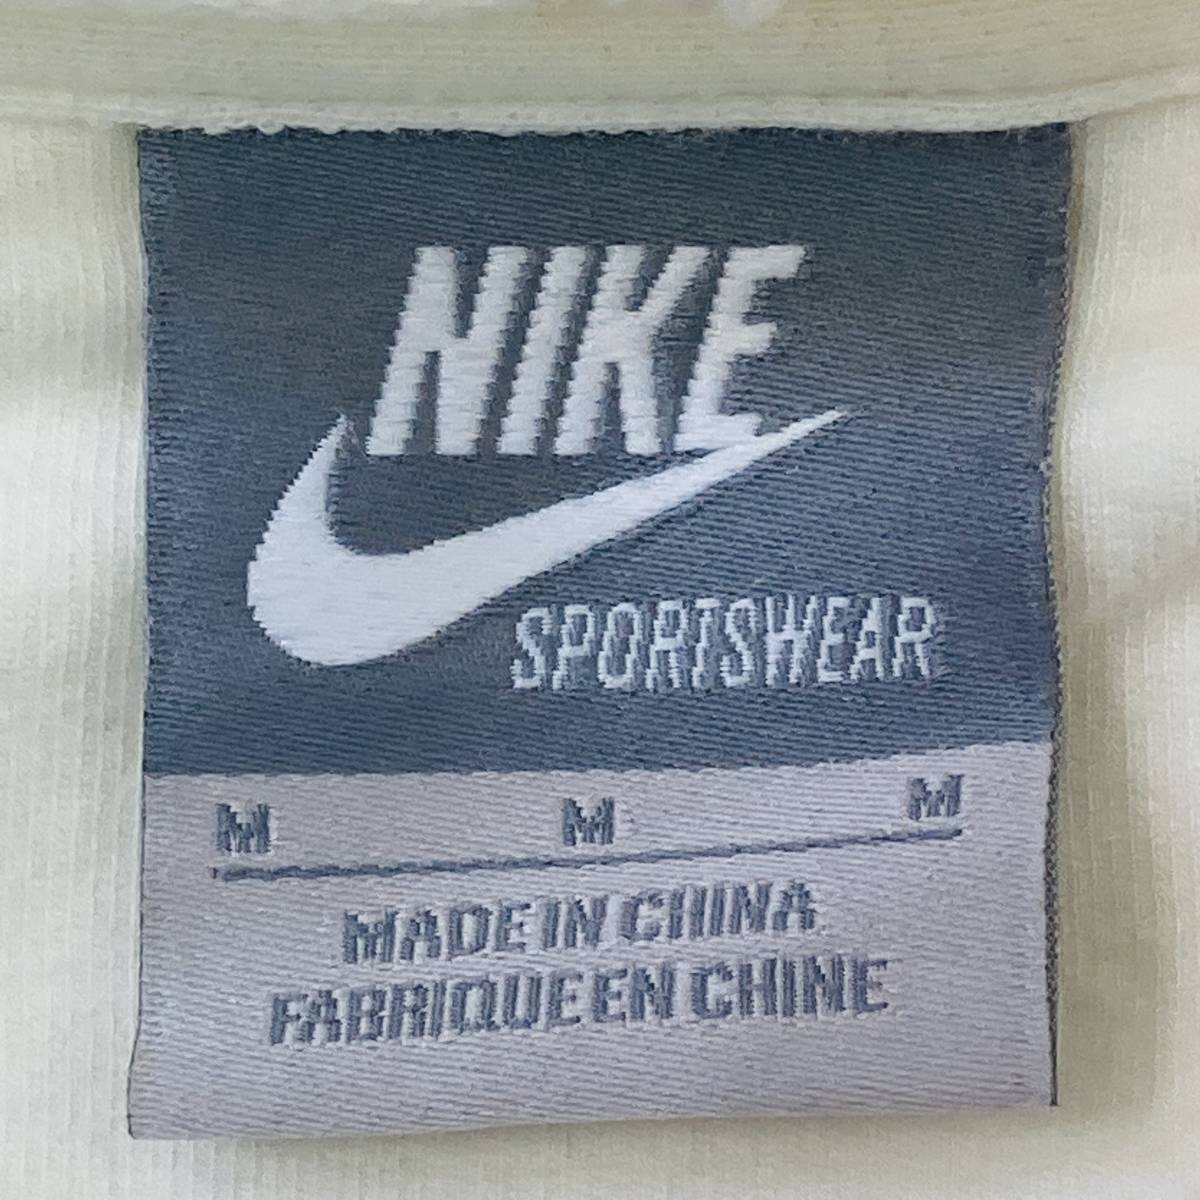 NIKE
SPORTSWEAR
M M M
MADE IN CHINA
FABRIQUE EN CHINE